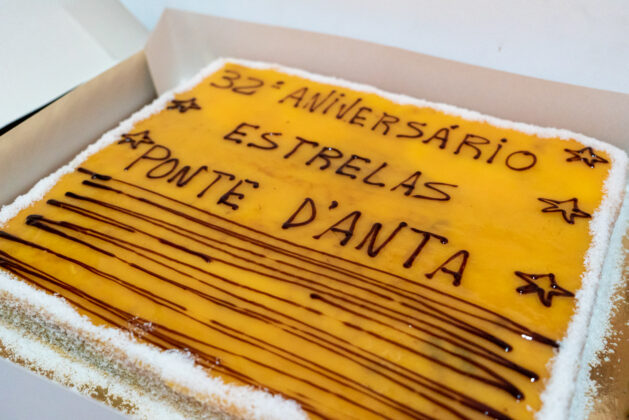 32º ANIVERSÁRIO
ESTRELAS
PONTE D'ANTA